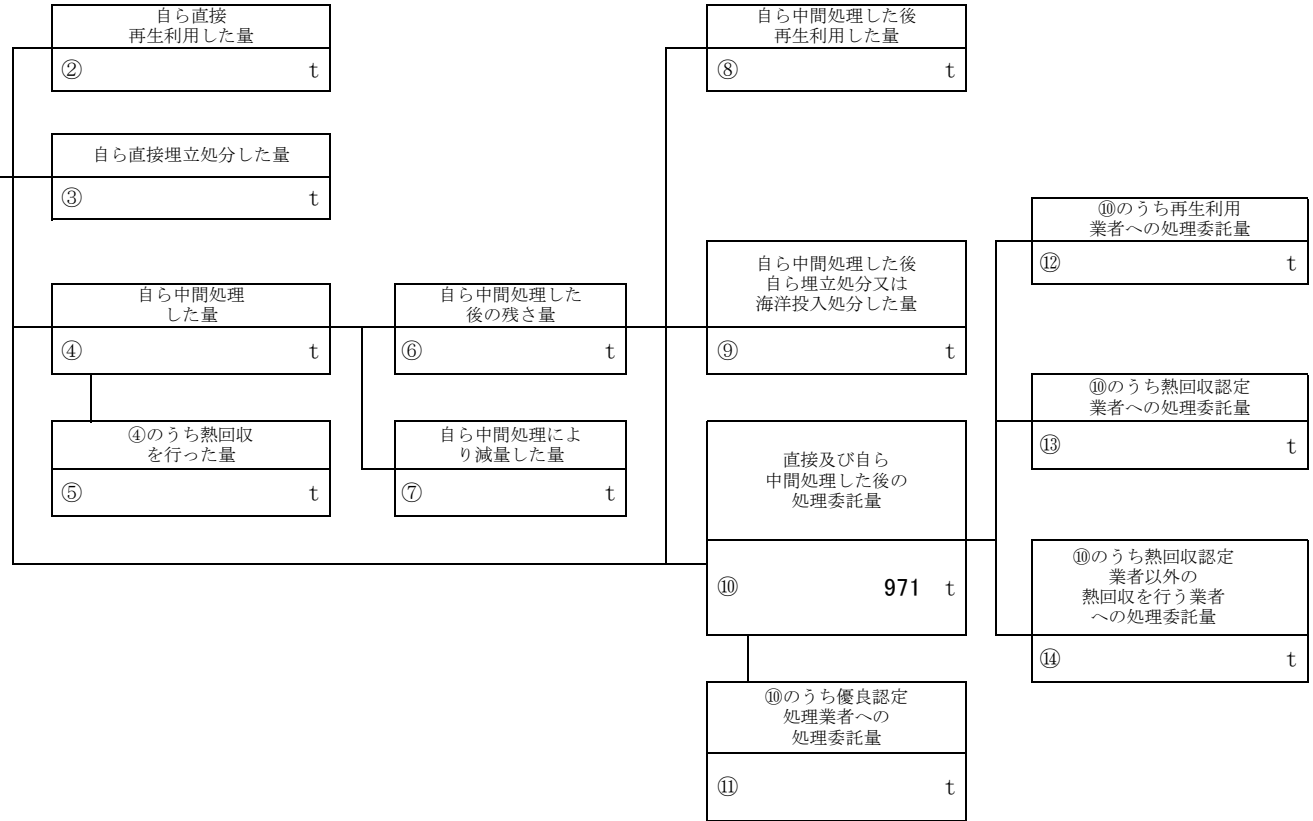 自ら直接
再生利用した量
② t
自ら直接埋立処分した量
③ t
自ら中間処理
した量
④ t
④のうち熱回収
を行った量
⑤ t
自ら中間処理した
後の残さ量
⑥ t
自ら中間処理によ
り減量した量
⑦ t
自ら中間処理した後
再生利用した量
⑧ t
自ら中間処理した後
自ら埋立処分又は
海洋投入処分した量
⑨ t
直接及び自ら
中間処理した後の
処理委託量
⑩ 971 t
⑩のうち優良認定
処理業者への
処理委託量
⑪ t
⑩のうち再生利用
業者への処理委託量
⑫ t
⑩のうち熱回収認定
業者への処理委託量
⑬ t
⑩のうち熱回収認定
業者以外の
熱回収を行う業者
への処理委託量
⑭ t